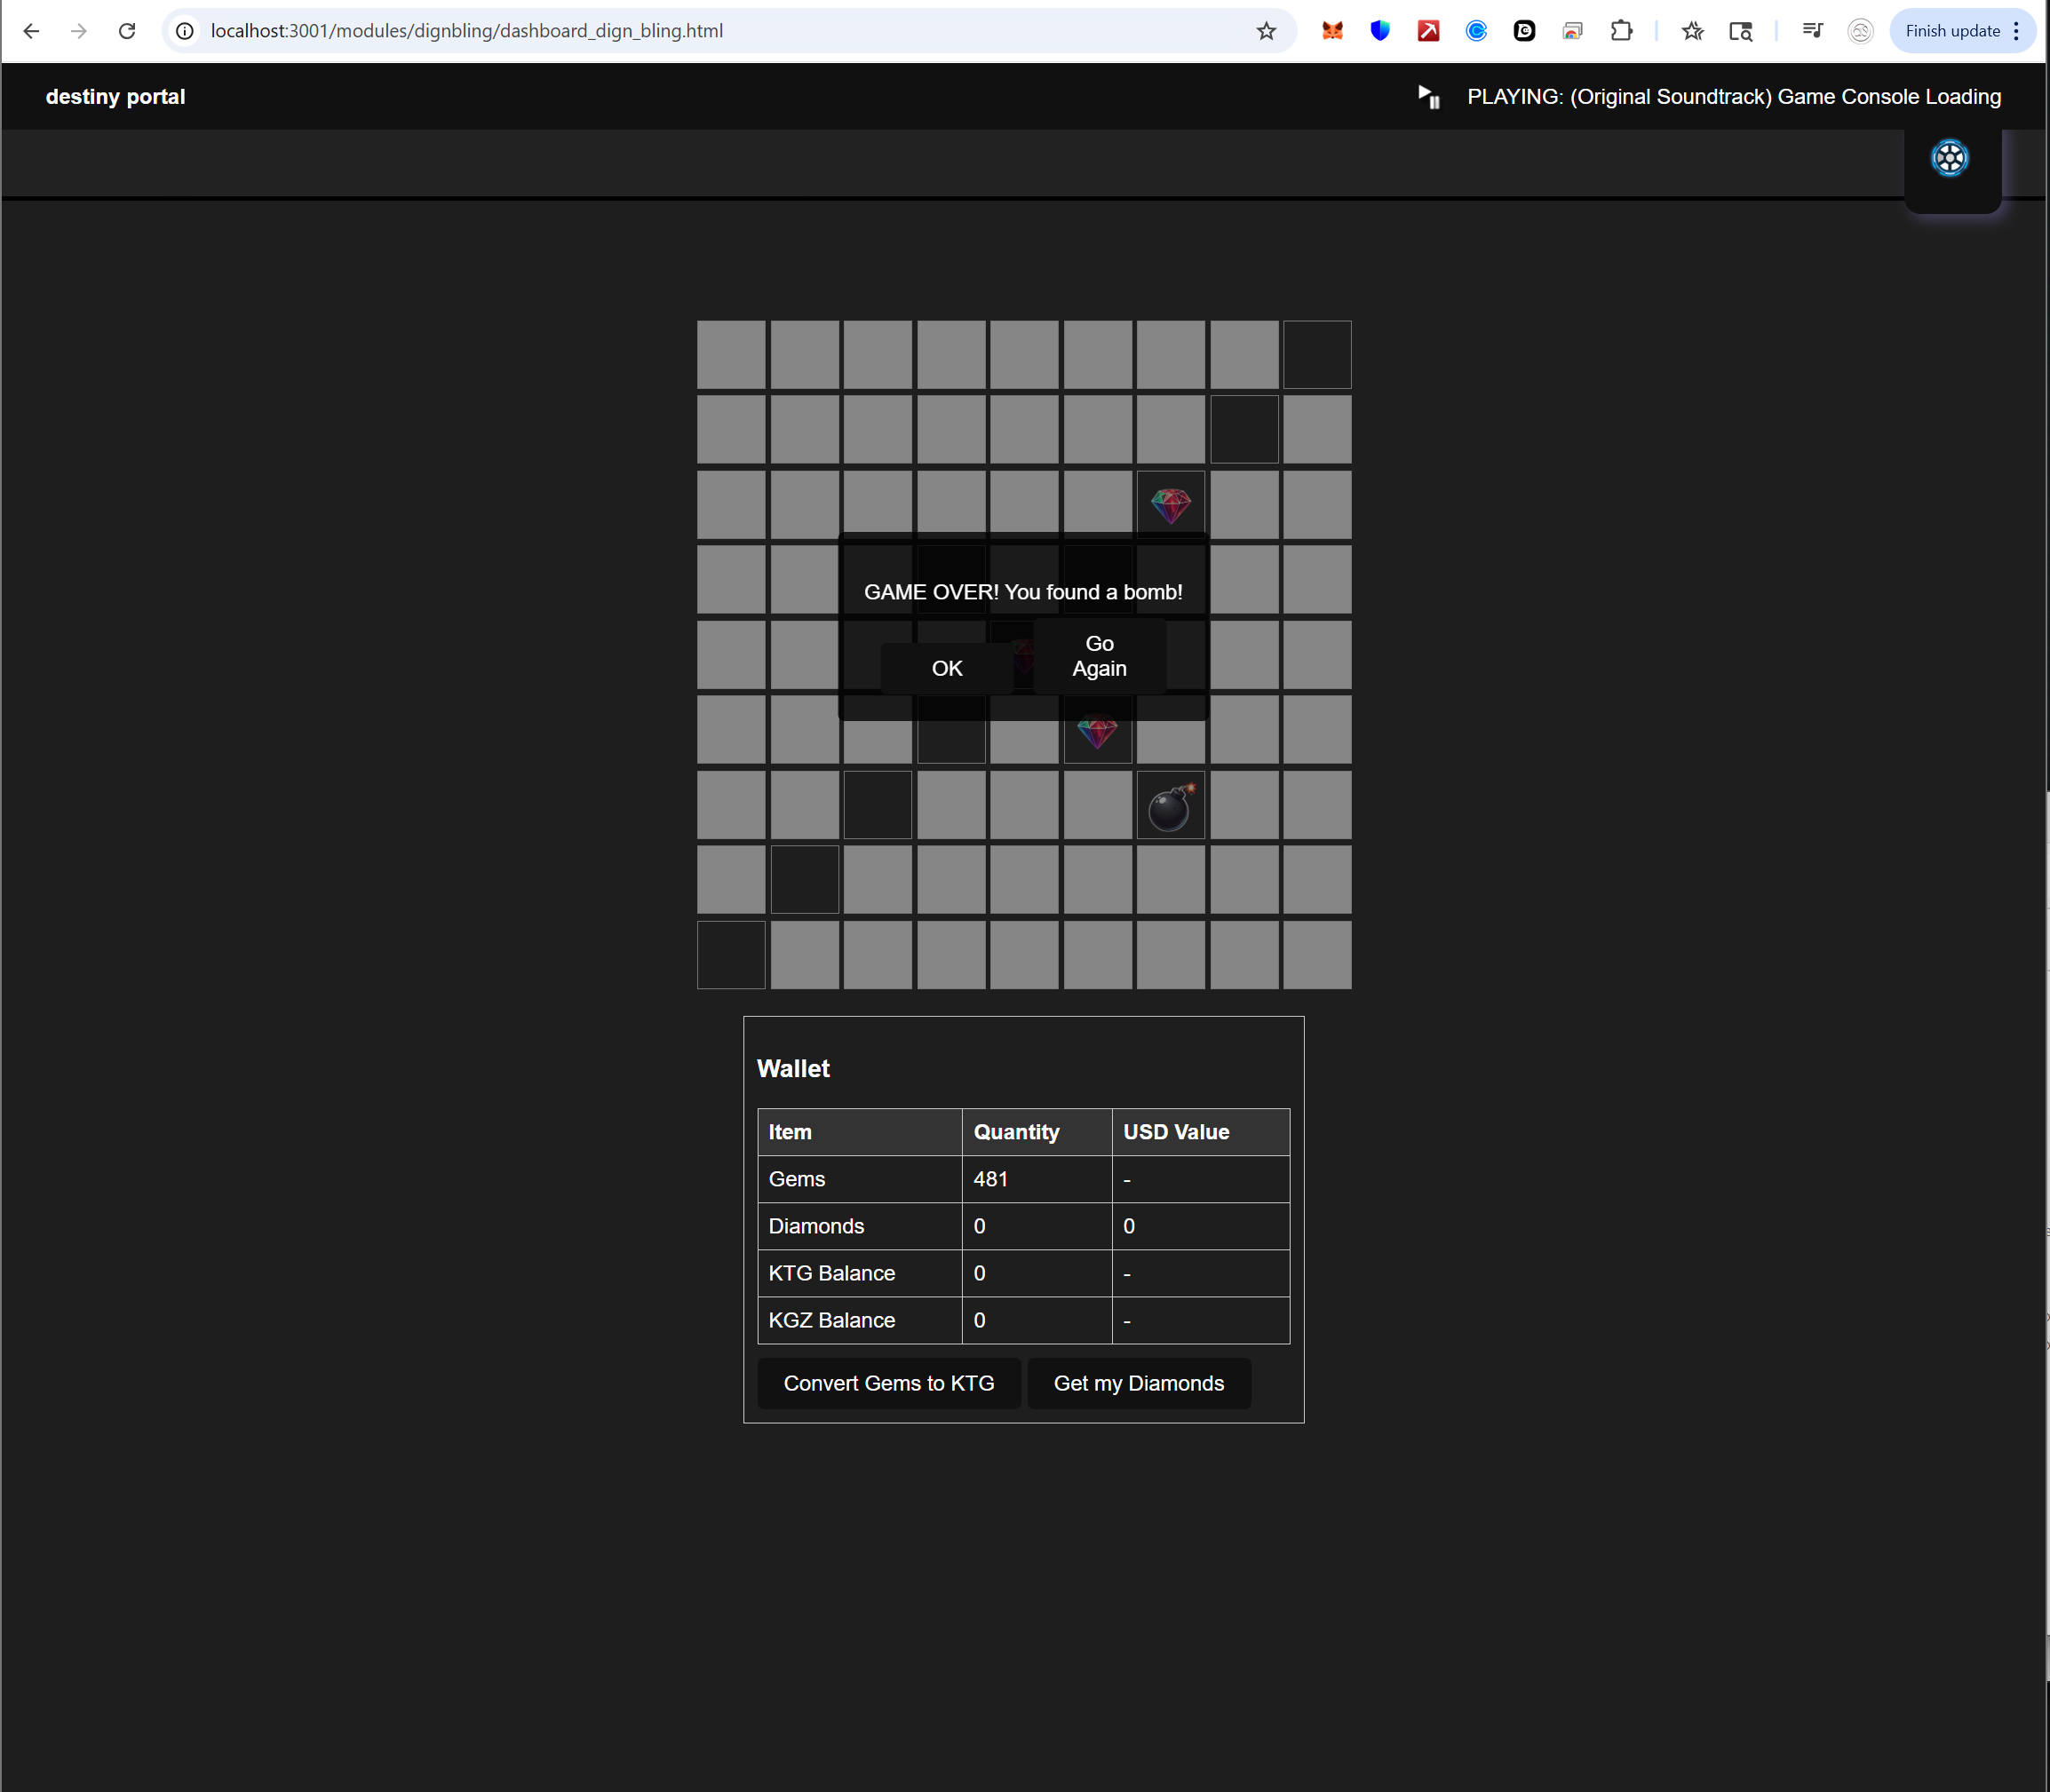 localhost:3001/modules/dignbling/dashboard_dign_bling.html
Finish update
destiny portal
PLAYING: (Original Soundtrack) Game Console Loading
GAME OVER! You found a bomb!
OK
Go
Again
Wallet
Item Quantity USD Value
Gems 481 -
Diamonds 0 0
KTG Balance 0 -
KGZ Balance 0 -
Convert Gems to KTG Get my Diamonds